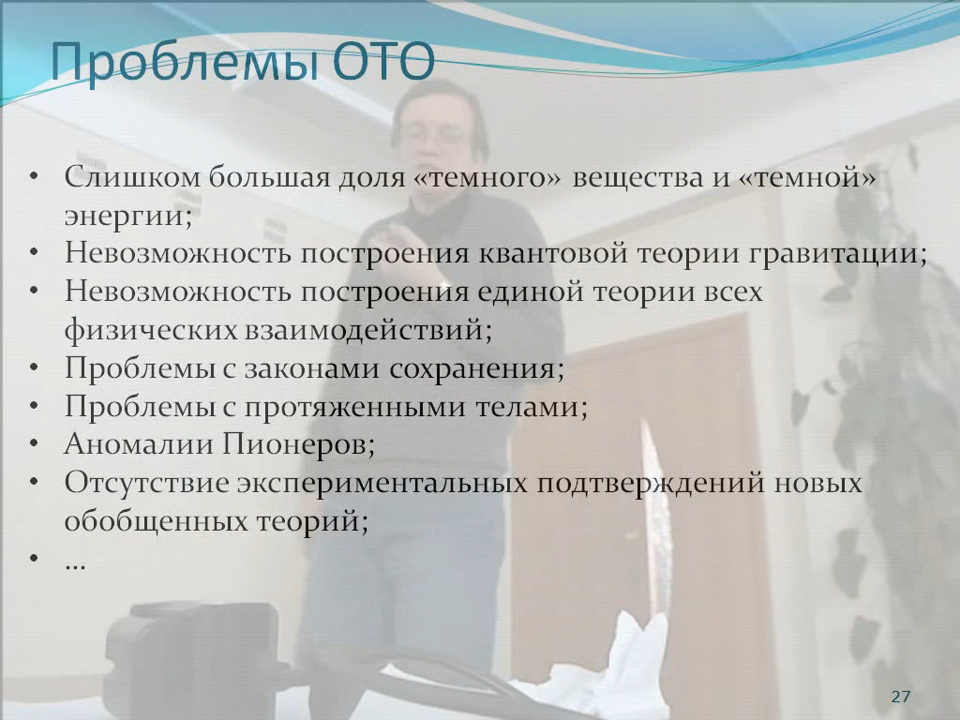 Проблемы ОТО
• Слишком большая доля «темного» вещества и «темной»
энергии;
• Невозможность построения квантовой теории гравитации;
• Невозможность построения единой теории всех
физических взаимодействий;
• Проблемы с законами сохранения;
• Проблемы с протяженными телами;
• Аномалии Пионеров;
• Отсутствие экспериментальных подтверждений новых
обобщенных теорий;
• ...
27